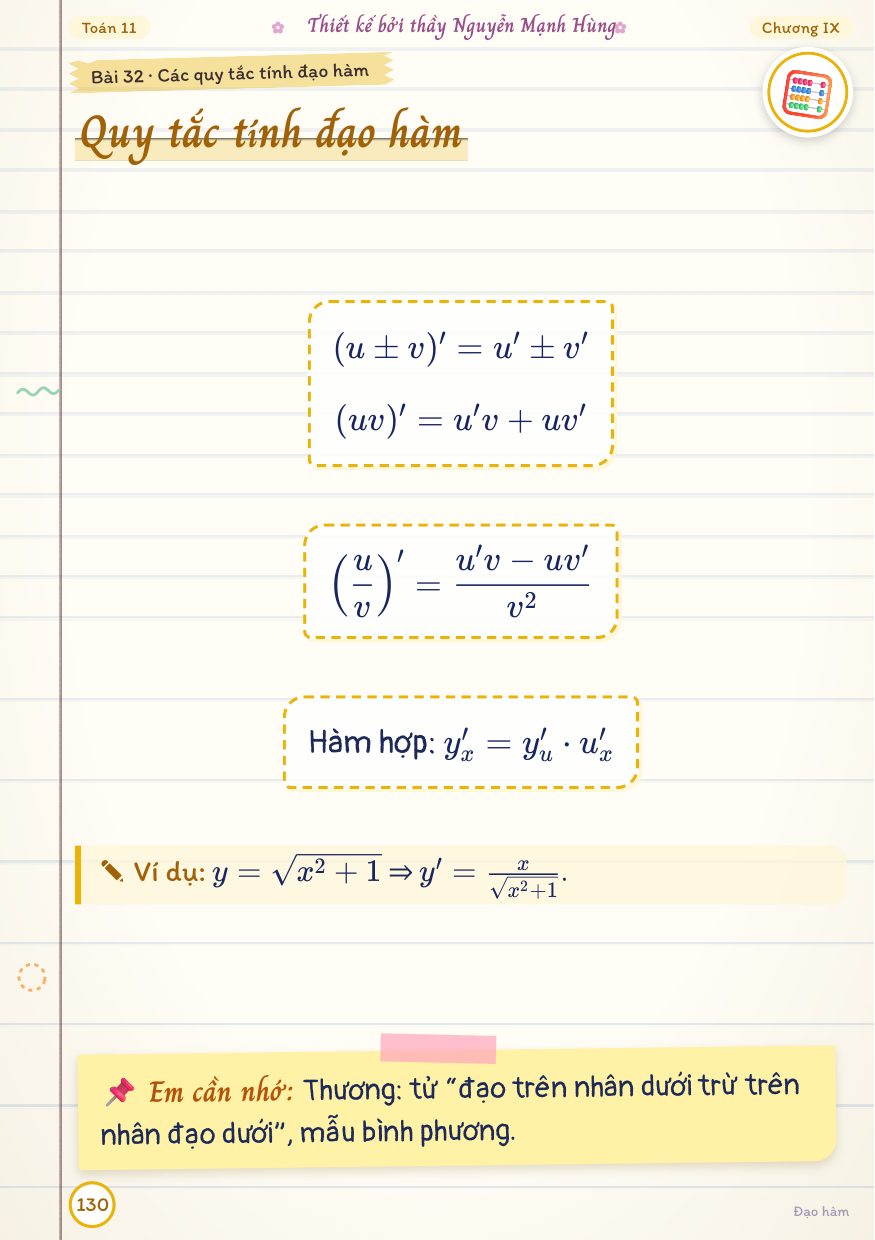 Toán 11
Thiết kế bởi thầy Nguyễn Mạnh Hùng
Chương IX
Bài 32 · Các quy tắc tính đạo hàm
Quy tắc tính đạo hàm
(u ± v)′ = u′ ± v′
(uv)′ = u′v + uv′
(u/v)′ = (u′v − uv′)/v²
Hàm hợp: y′ₓ = y′ᵤ · u′ₓ
Ví dụ: y = √(x² + 1) ⇒ y′ = x/√(x²+1).
Em cần nhớ: Thương: tử “đạo trên nhân dưới trừ trên
nhân đạo dưới”, mẫu bình phương.
130
Đạo hàm